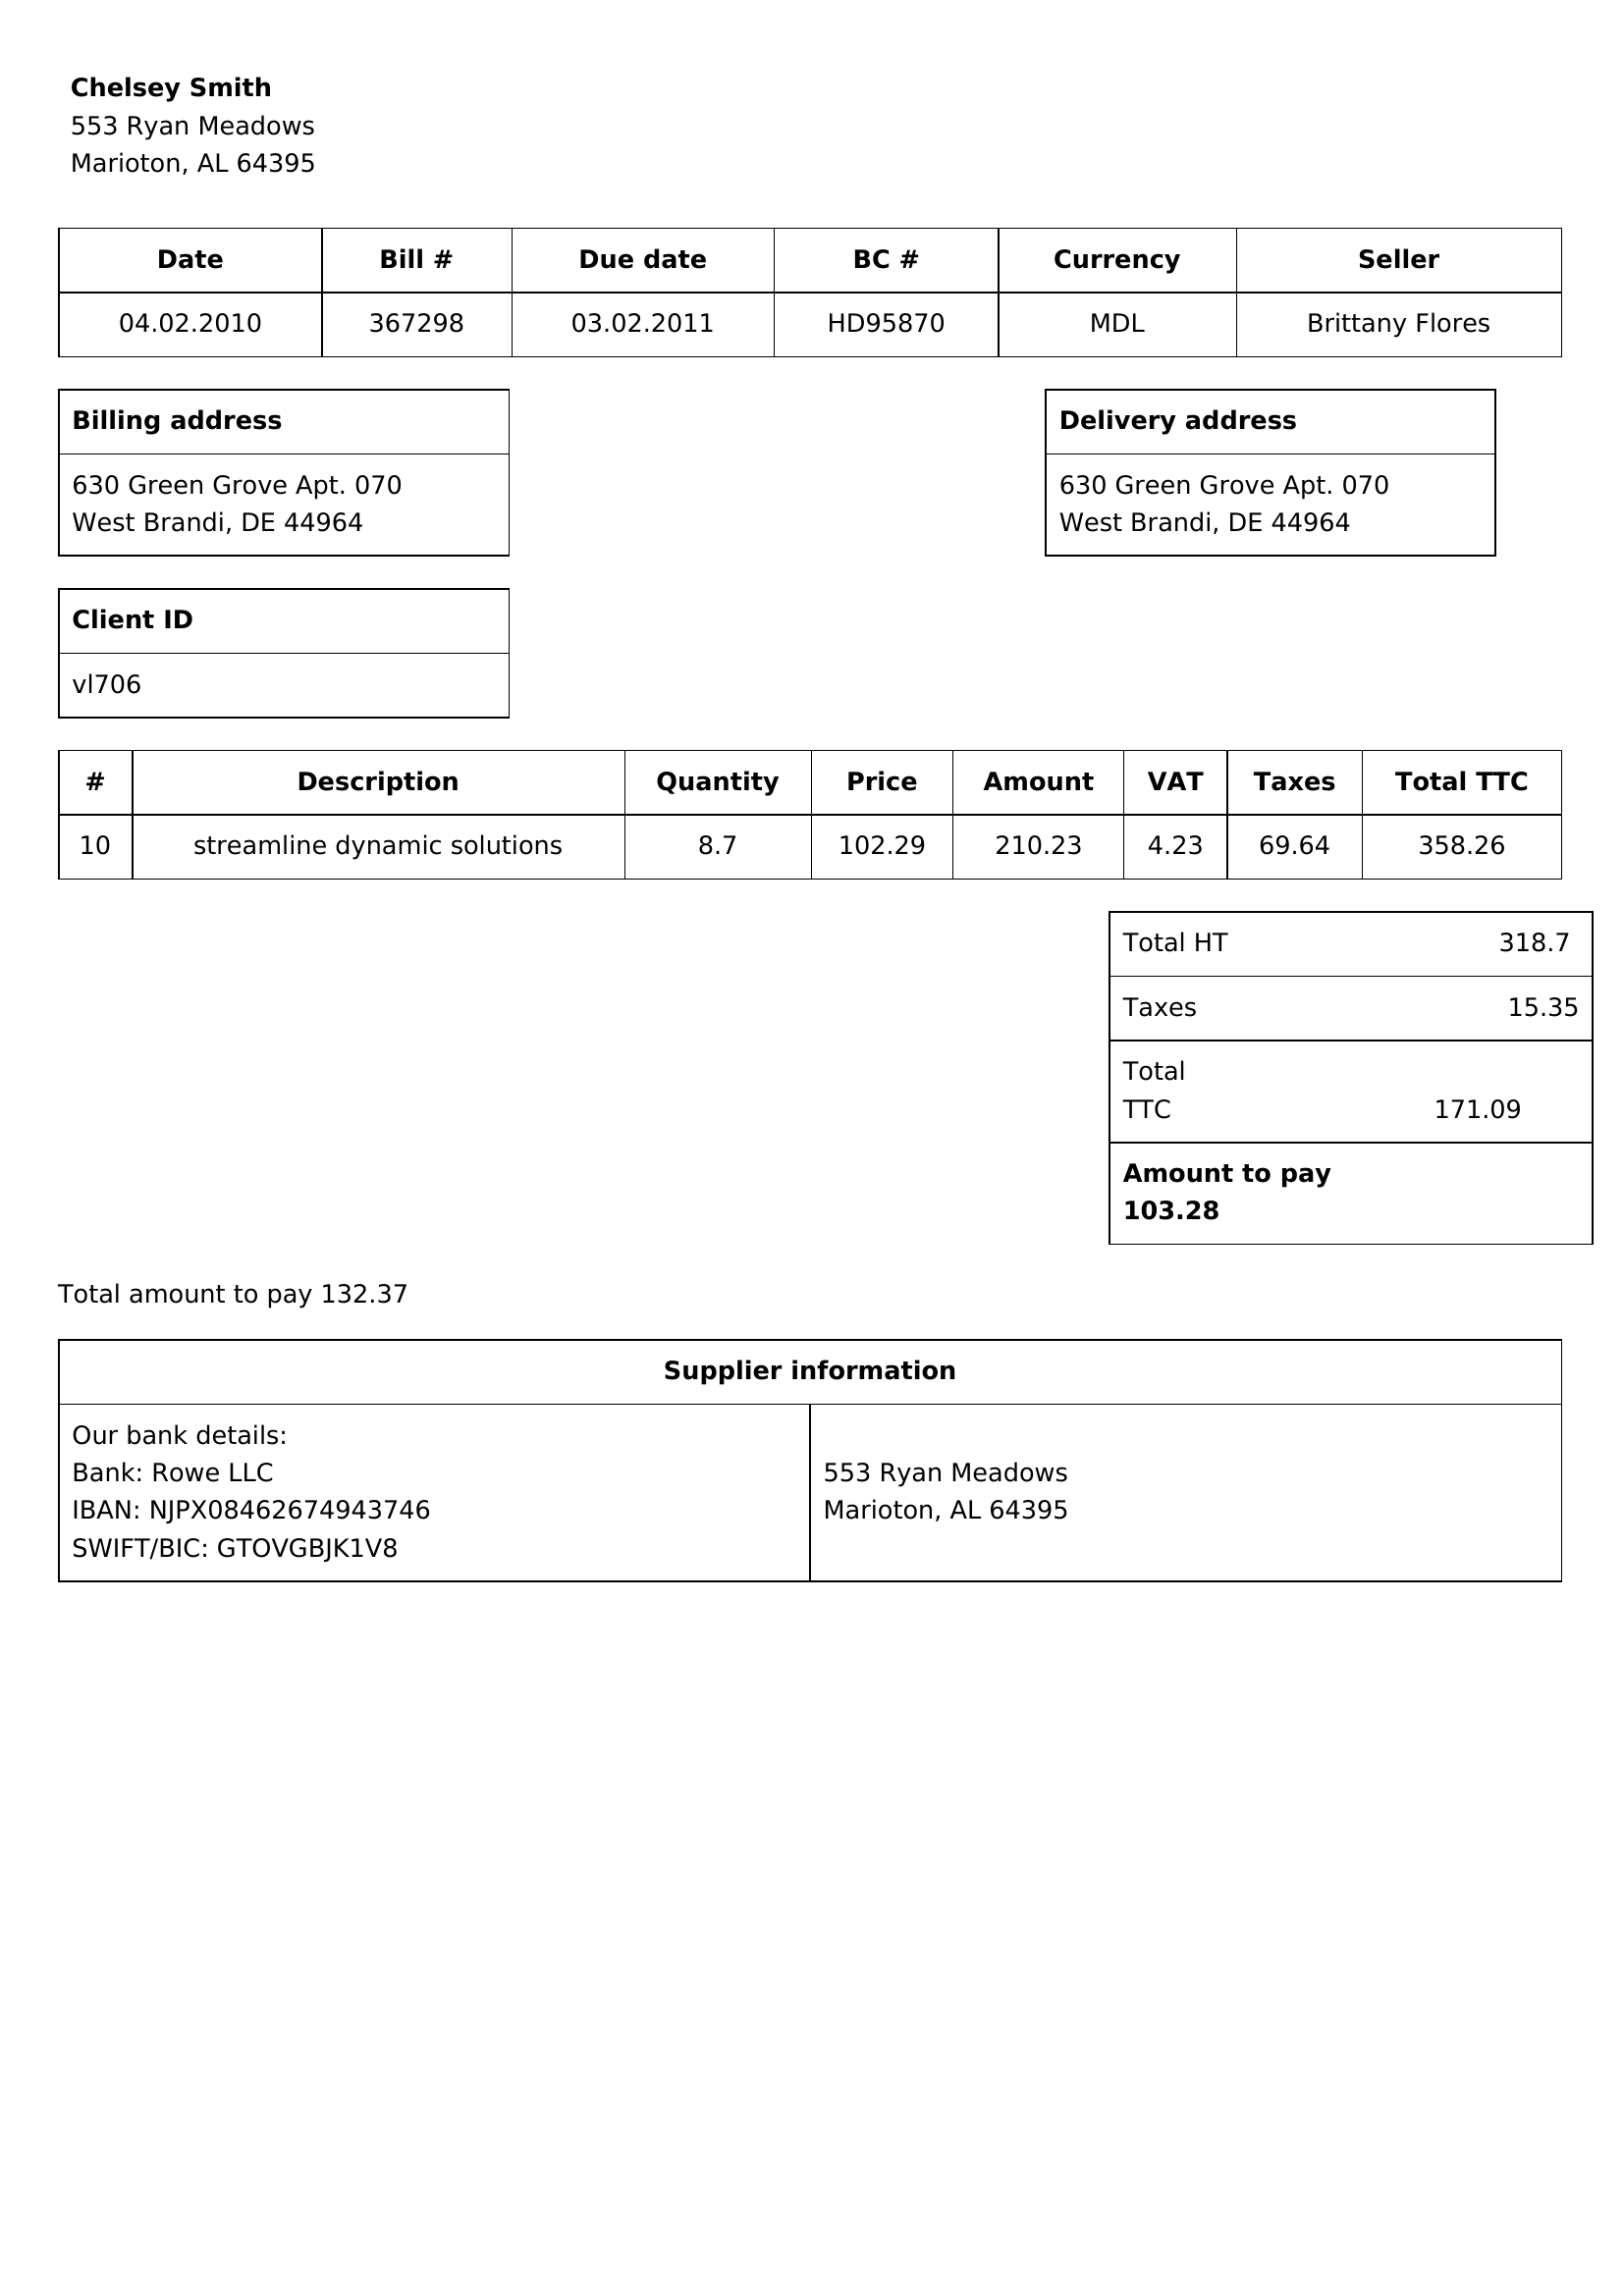 Chelsey Smith
553 Ryan Meadows
Marioton, AL 64395
Date Bill # Due date BC # Currency Seller
04.02.2010 367298 03.02.2011 HD95870 MDL Brittany Flores
Billing address
630 Green Grove Apt. 070
West Brandi, DE 44964
Delivery address
630 Green Grove Apt. 070
West Brandi, DE 44964
Client ID
vl706
# Description Quantity Price Amount VAT Taxes Total TTC
10 streamline dynamic solutions 8.7 102.29 210.23 4.23 69.64 358.26
Total HT 318.7
Taxes 15.35
Total
TTC 171.09
Amount to pay
103.28
Total amount to pay 132.37
Supplier information
Our bank details:
Bank: Rowe LLC
IBAN: NJPX08462674943746
SWIFT/BIC: GTOVGBJK1V8
553 Ryan Meadows
Marioton, AL 64395